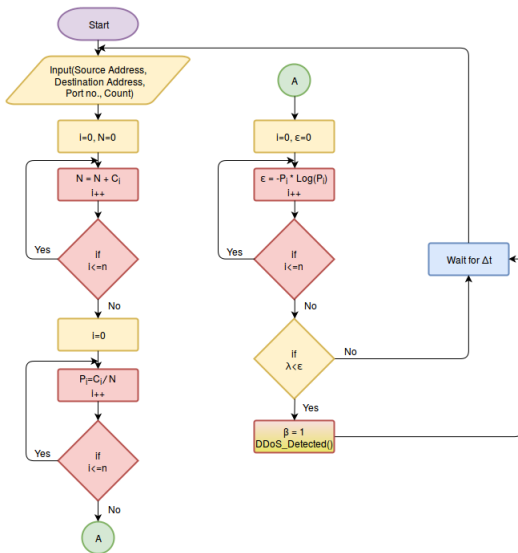 Start
Input(Source Address,
Destination Address,
Port no., Count)
i=0, N=0
N = N + Cᵢ
i++
if
i<=n
Yes
No
i=0
Pᵢ=Cᵢ/ N
i++
if
i<=n
Yes
No
A
A
i=0, ε=0
ε = -Pᵢ * Log(Pᵢ)
i++
if
i<=n
Yes
No
if
λ<ε
No
Yes
β = 1
DDoS_Detected()
Wait for Δt